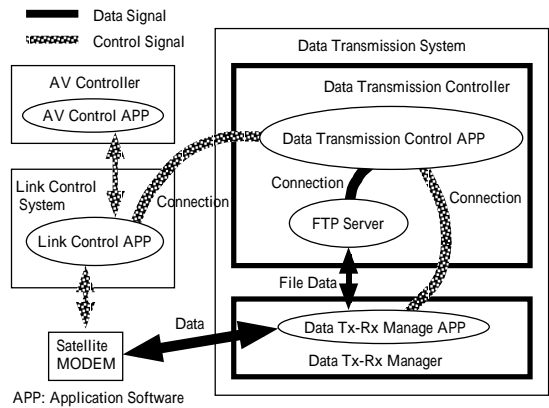 Data Signal
Control Signal
Data Transmission System
AV Controller
AV Control APP
Data Transmission Controller
Data Transmission Control APP
Link Control
System
Connection
Connection
Connection
Link Control APP
FTP Server
File Data
Data
Satellite
MODEM
Data Tx-Rx Manage APP
Data Tx-Rx Manager
APP: Application Software